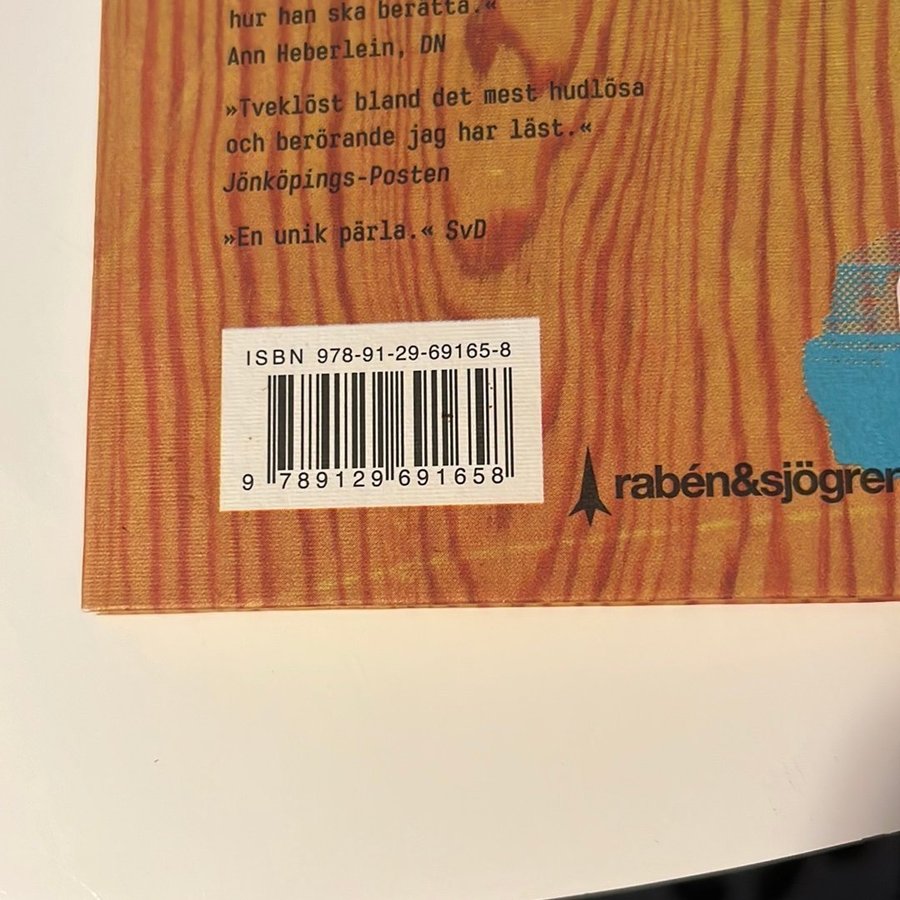 hur han ska berätta.«
Ann Heberlein, DN
»Tveklöst bland det mest hudlösa
och berörande jag har läst.«
Jönköpings-Posten
»En unik pärla.« SvD
ISBN 978-91-29-69165-8
9 789129 691658
rabén&sjögren